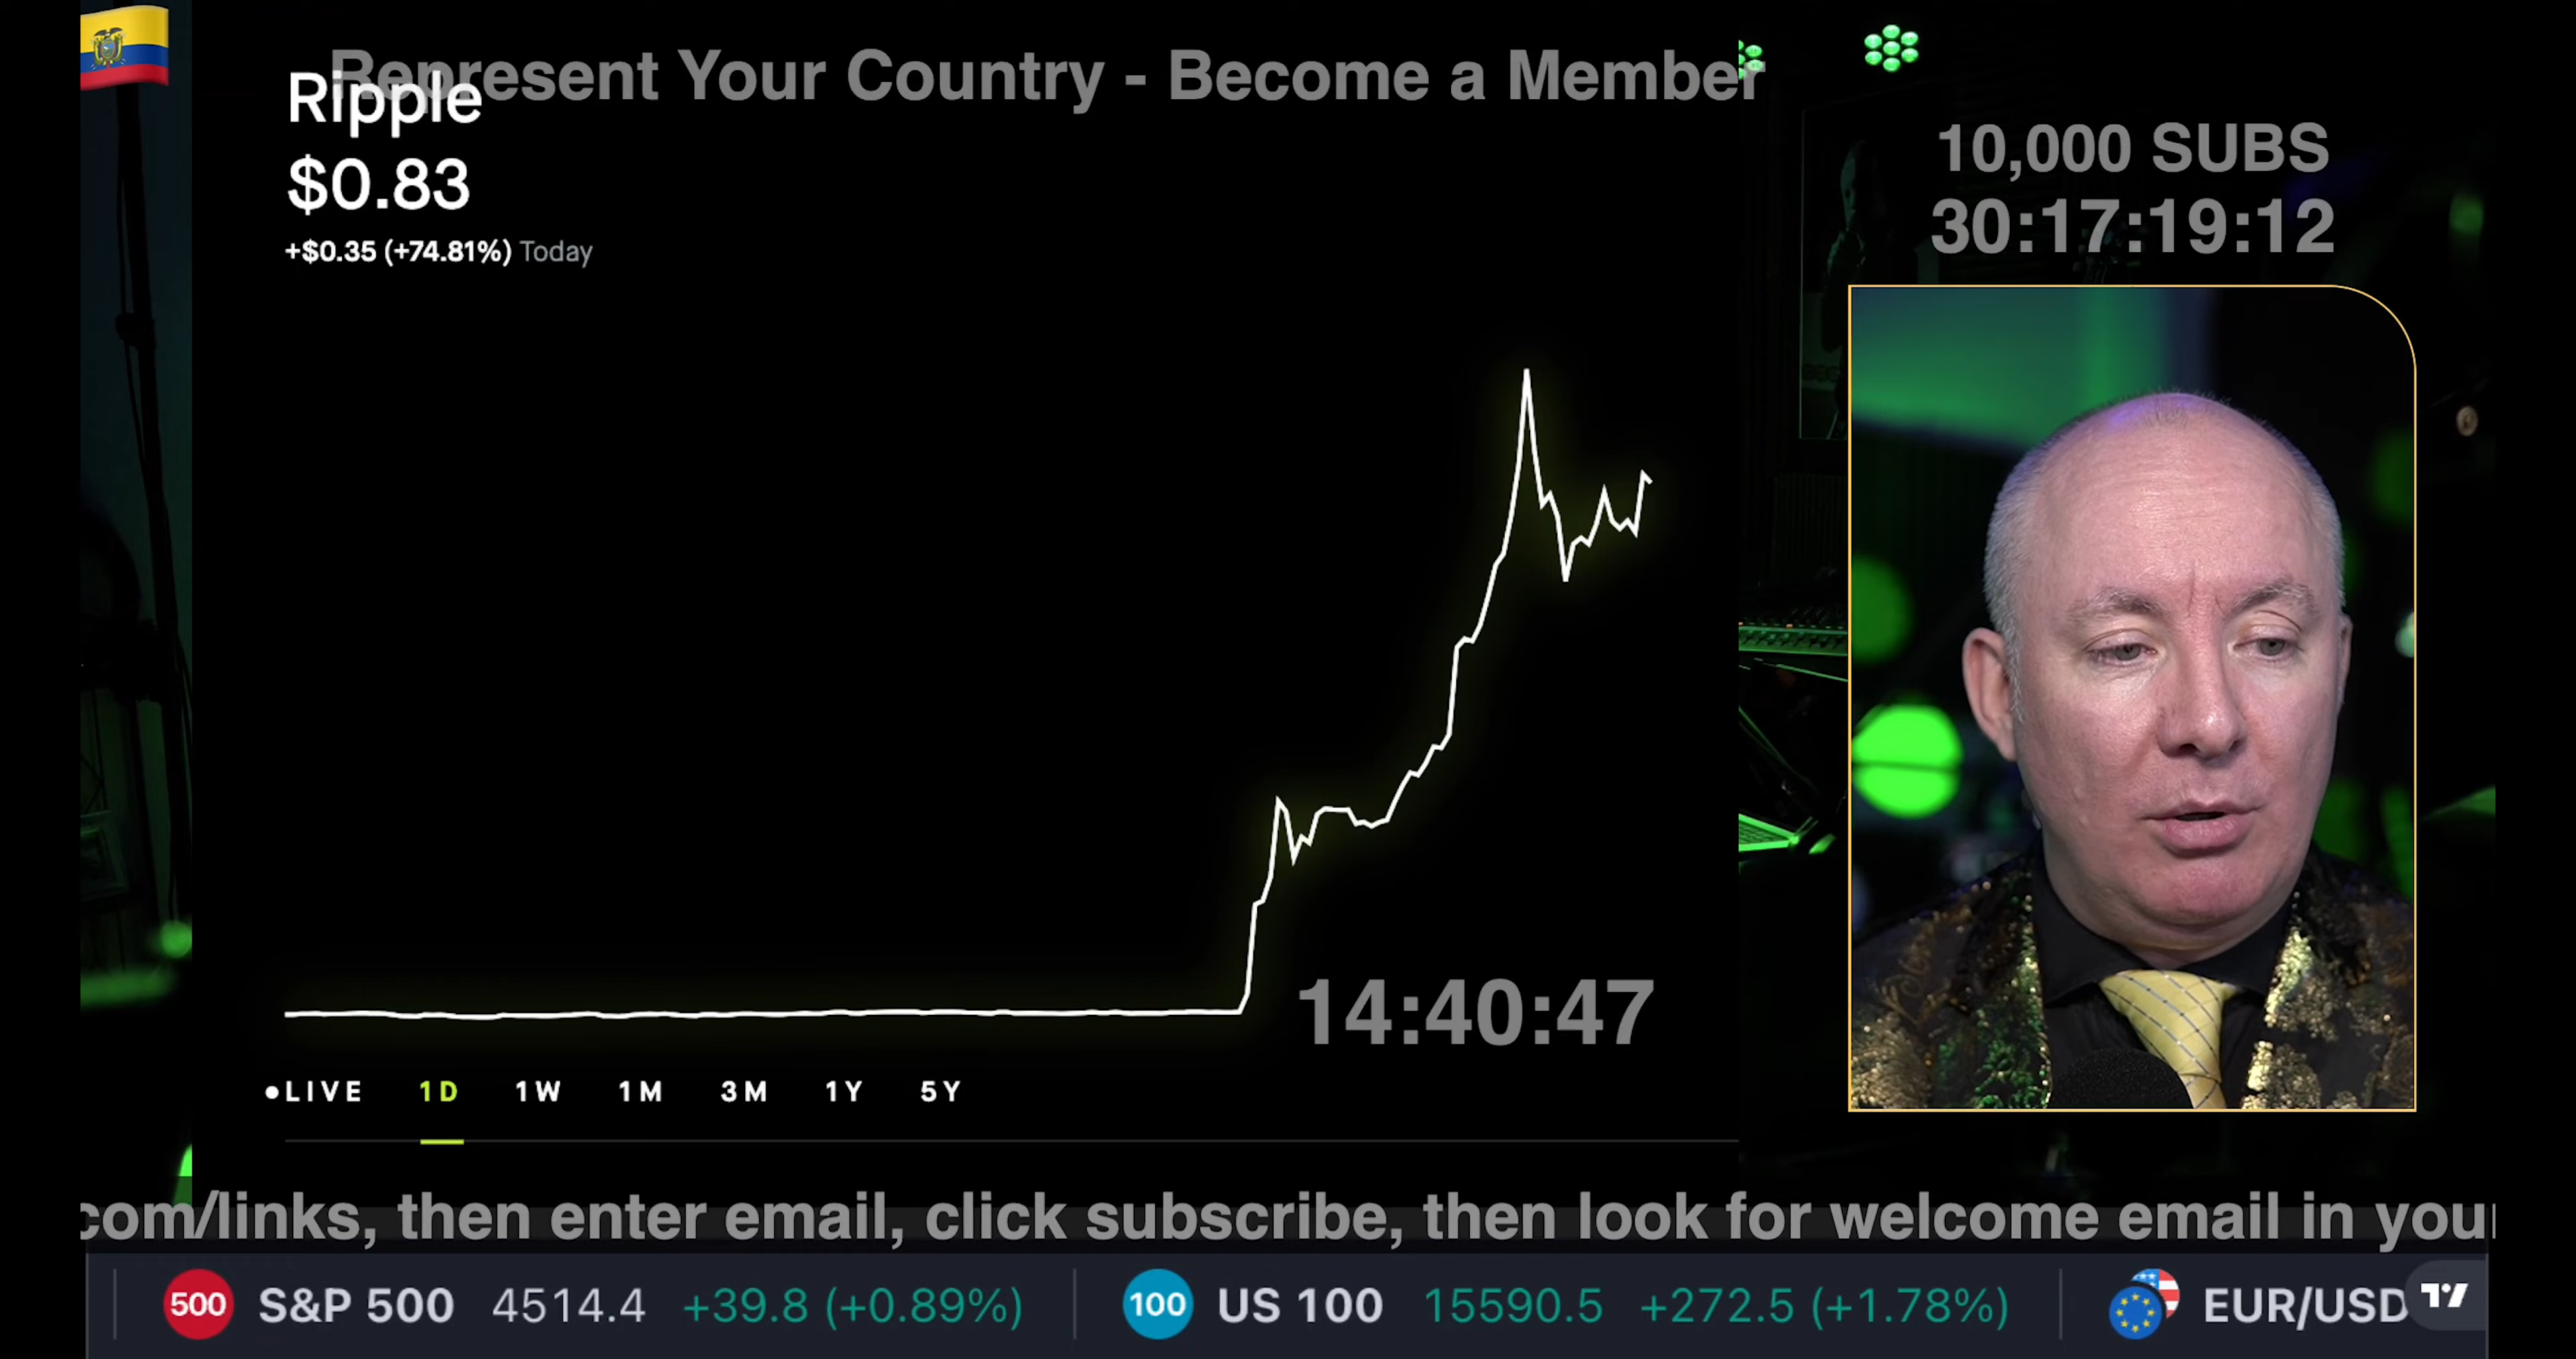 Represent Your Country - Become a Member
Ripple
$0.83
+$0.35 (+74.81%) Today
10,000 SUBS
30:17:19:12
14:40:47
LIVE 1D 1W 1M 3M 1Y 5Y
com/links, then enter email, click subscribe, then look for welcome email in you
500 S&P 500 4514.4 +39.8 (+0.89%) 100 US 100 15590.5 +272.5 (+1.78%) EUR/USD